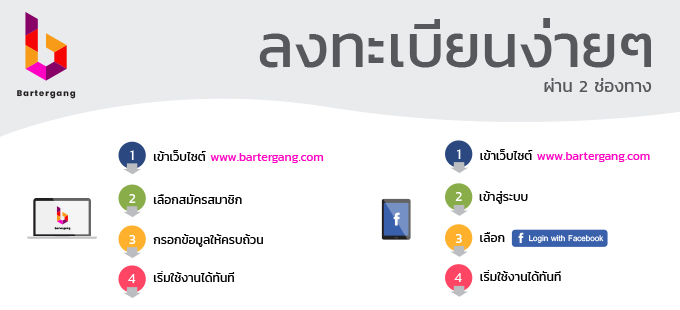 Bartergang
ลงทะเบียนง่ายๆ
ผ่าน 2 ช่องทาง
1 เข้าเว็บไซต์ www.bartergang.com
2 เลือกสมัครสมาชิก
3 กรอกข้อมูลให้ครบถ้วน
4 เริ่มใช้งานได้ทันที
Bartergang
1 เข้าเว็บไซต์ www.bartergang.com
2 เข้าสู่ระบบ
3 เลือก f Login with Facebook
4 เริ่มใช้งานได้ทันที
f